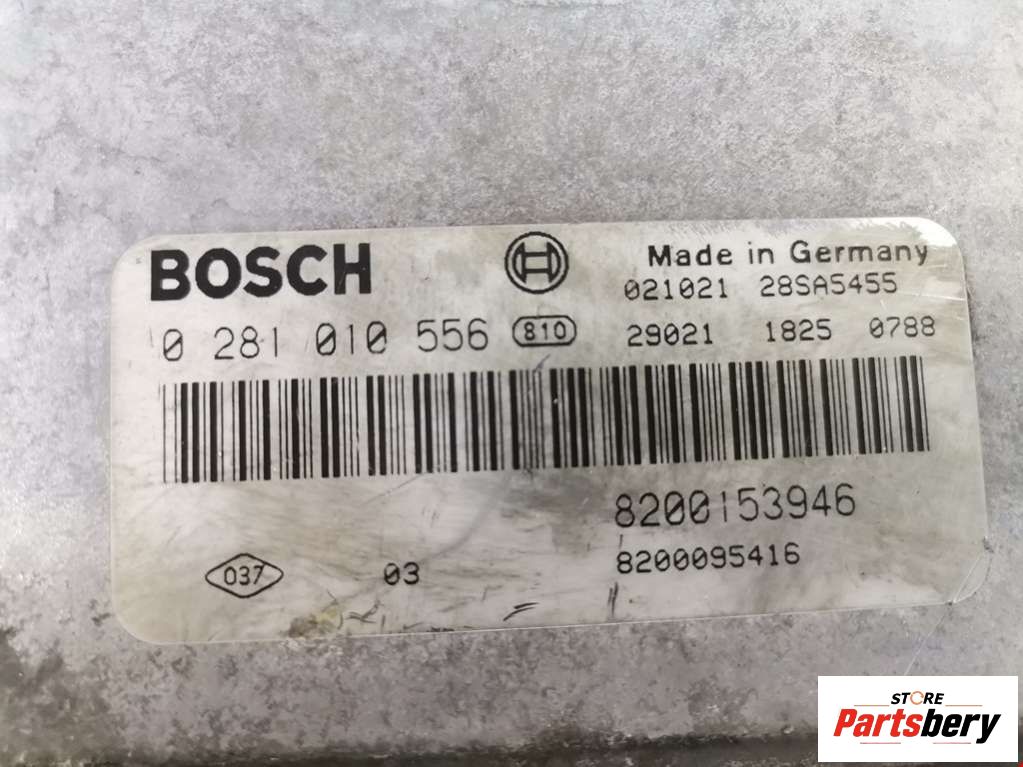 BOSCH
Made in Germany
021021 28SA5455
0 281 010 556 810
29021 1825 0788
8200153946
8200095416
037 03
STORE
Partsbery